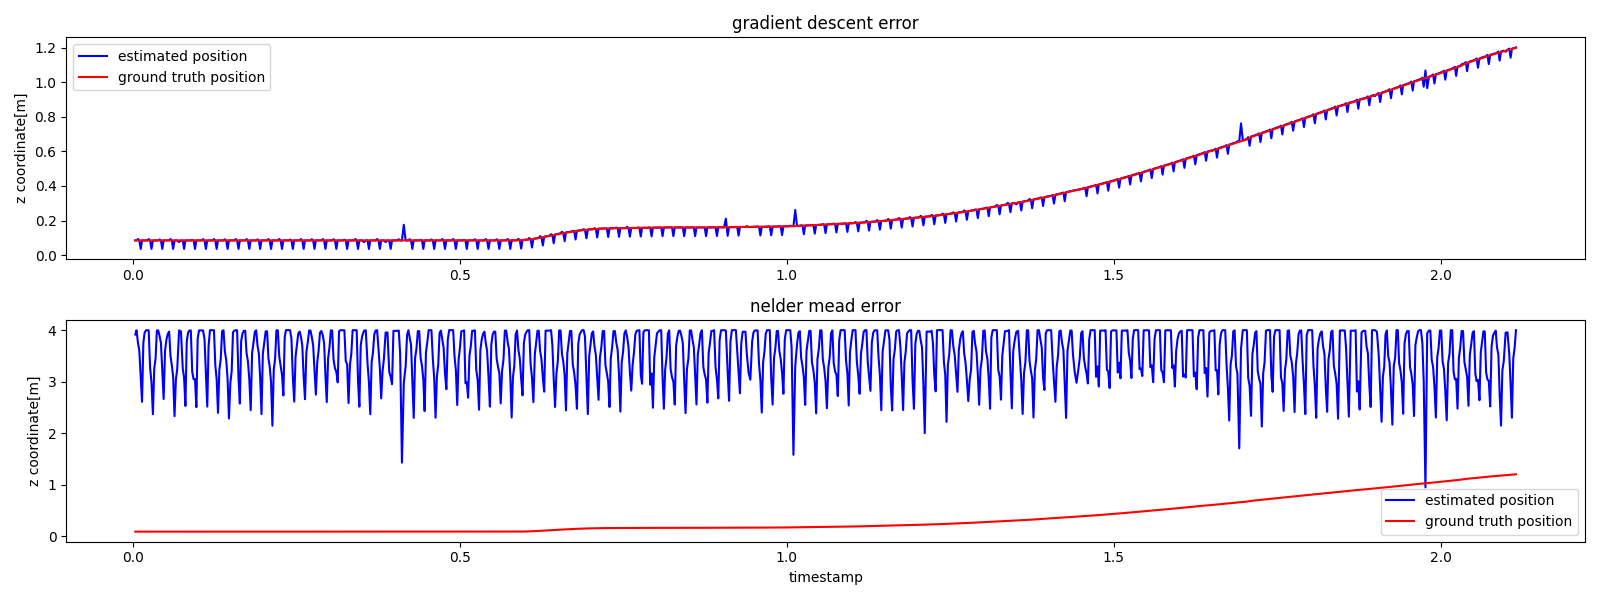 gradient descent error
z coordinate[m]
1.2
1.0
0.8
0.6
0.4
0.2
0.0
estimated position
ground truth position
0.0 0.5 1.0 1.5 2.0
nelder mead error
z coordinate[m]
4
3
2
1
0
estimated position
ground truth position
0.0 0.5 1.0 1.5 2.0
timestamp